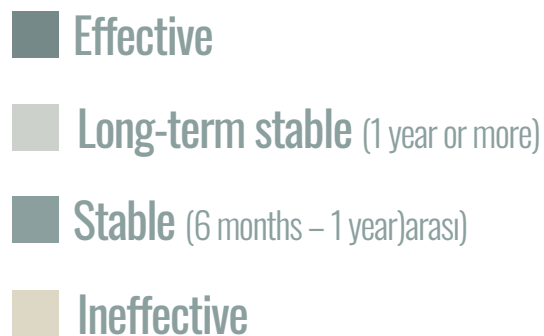 Effective
Long-term stable (1 year or more)
Stable (6 months – 1 year)arası)
Ineffective